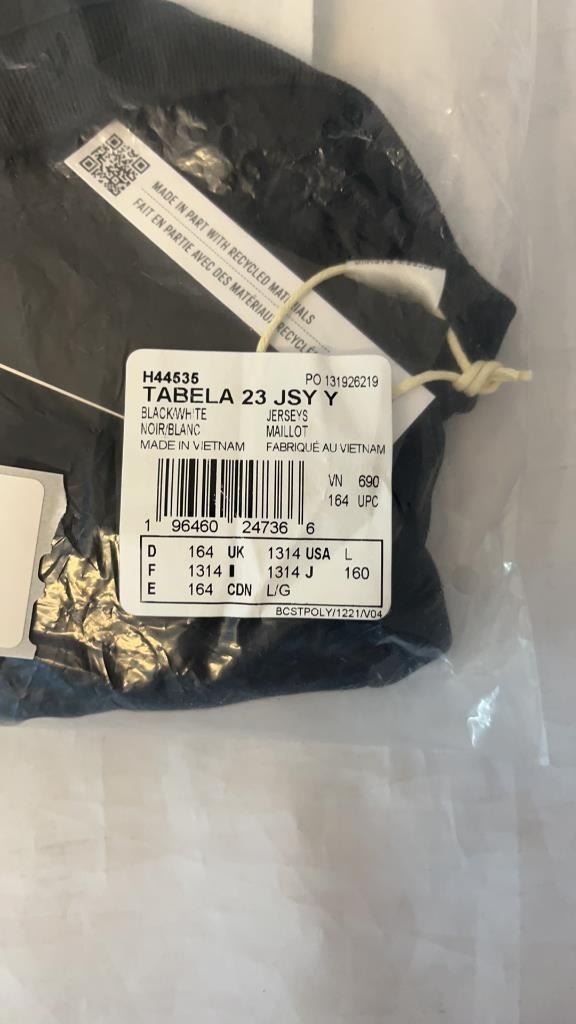 MADE IN PART WITH RECYCLED MATERIALS
FAIT EN PARTIE AVEC DES MATÉRIAUX RECYCLÉS
H44535 PO 131926219
TABELA 23 JSY Y
BLACK/WHITE JERSEYS
NOIR/BLANC MAILLOT
MADE IN VIETNAM FABRIQUÉ AU VIETNAM
VN 690
164 UPC
1 96460 24736 6
D 164 UK 1314 USA L
F 1314 I 1314 J 160
E 164 CDN L/G
BCSTPOLY/1221/V04